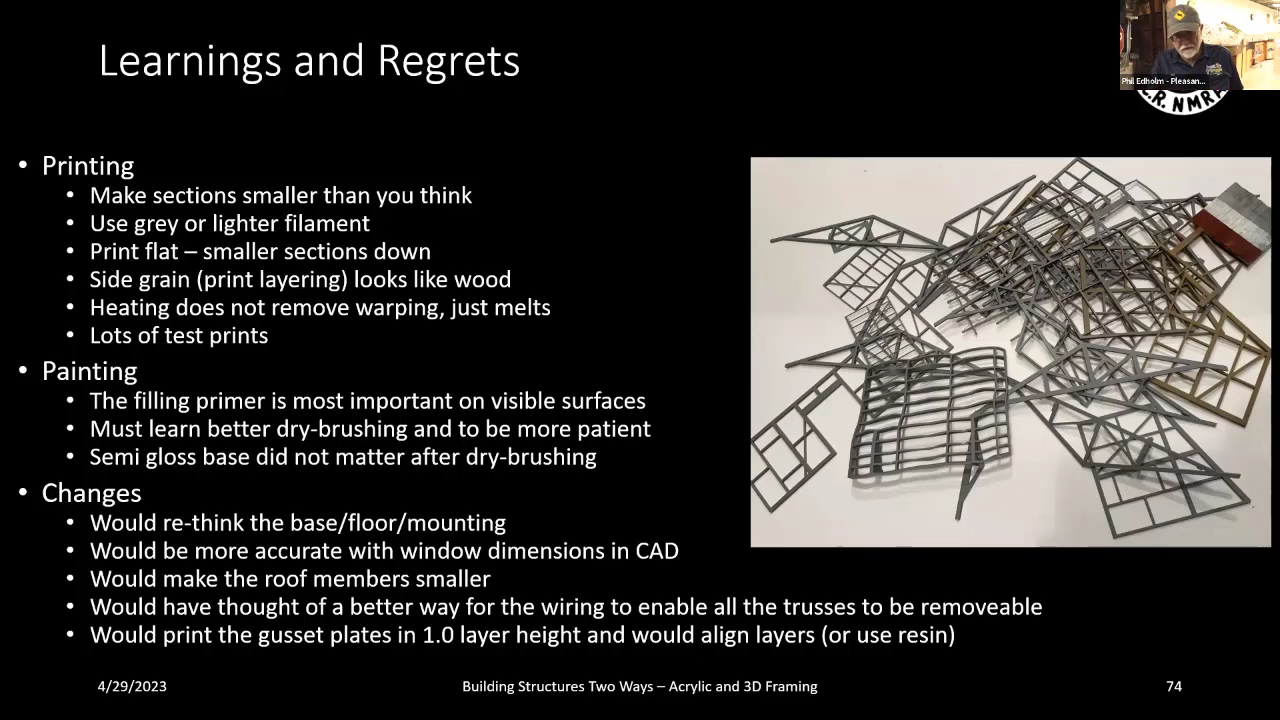 Learnings and Regrets
Phil Edholm - Pleasan...
.R. NMR
• Printing
• Make sections smaller than you think
• Use grey or lighter filament
• Print flat – smaller sections down
• Side grain (print layering) looks like wood
• Heating does not remove warping, just melts
• Lots of test prints
• Painting
• The filling primer is most important on visible surfaces
• Must learn better dry-brushing and to be more patient
• Semi gloss base did not matter after dry-brushing
• Changes
• Would re-think the base/floor/mounting
• Would be more accurate with window dimensions in CAD
• Would make the roof members smaller
• Would have thought of a better way for the wiring to enable all the trusses to be removeable
• Would print the gusset plates in 1.0 layer height and would align layers (or use resin)
4/29/2023
Building Structures Two Ways – Acrylic and 3D Framing
74